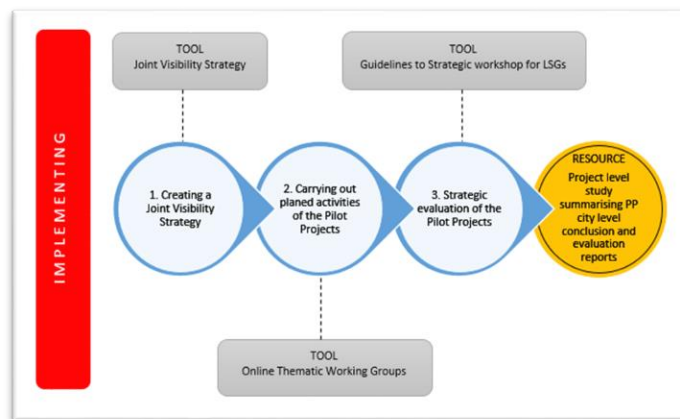 TOOL
Joint Visibility Strategy
TOOL
Guidelines to Strategic workshop for LSGs
IMPLEMENTING
1. Creating a
Joint Visibility
Strategy
2. Carrying out
planed activities
of the Pilot
Projects
3. Strategic
evaluation of the
Pilot Projects
RESOURCE
Project level
study
summarising PP
city level
conclusion and
evaluation
reports
TOOL
Online Thematic Working Groups